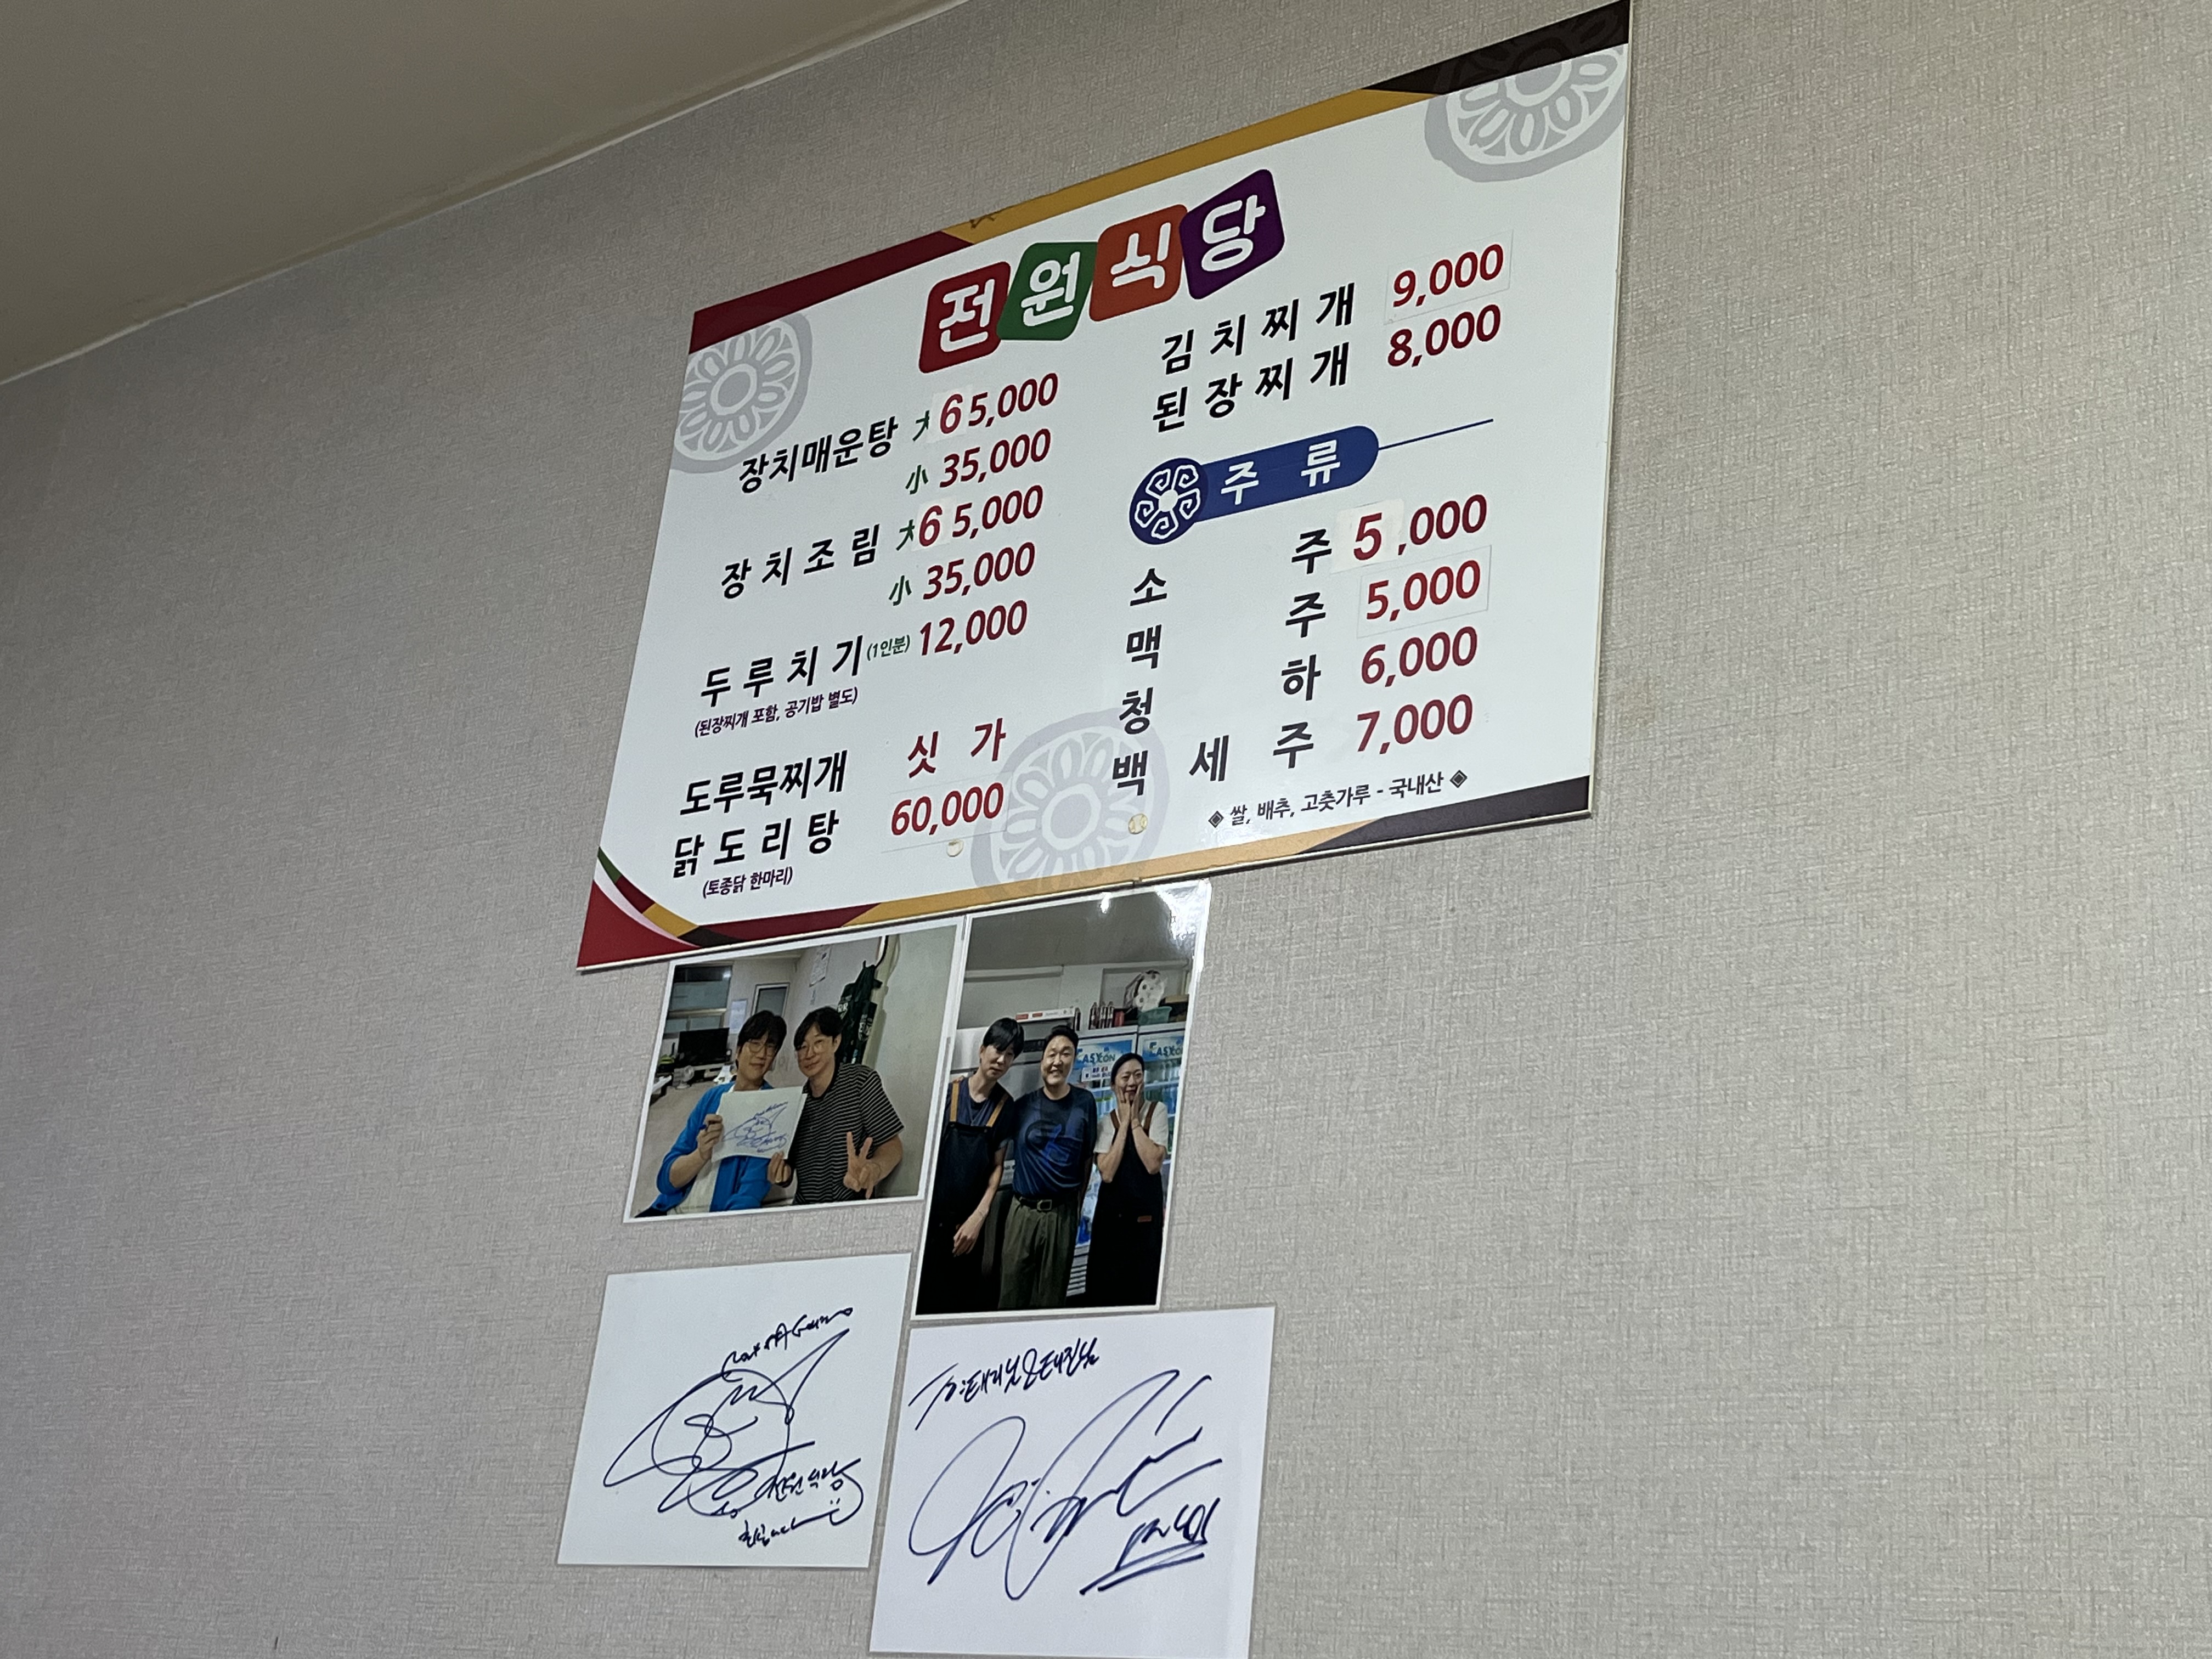 전원식당
장치매운탕 大 65,000
小 35,000
장치조림 大 65,000
小 35,000
두루치기 (1인분) 12,000
(된장찌개 포함, 공기밥 별도)
도루묵찌개 싯가
닭도리탕 60,000
(토종닭 한마리)
김치찌개 9,000
된장찌개 8,000
주류
소주 5,000
맥주 5,000
청하 6,000
백세주 7,000
◈ 쌀, 배추, 고춧가루 - 국내산 ◈
전원식당